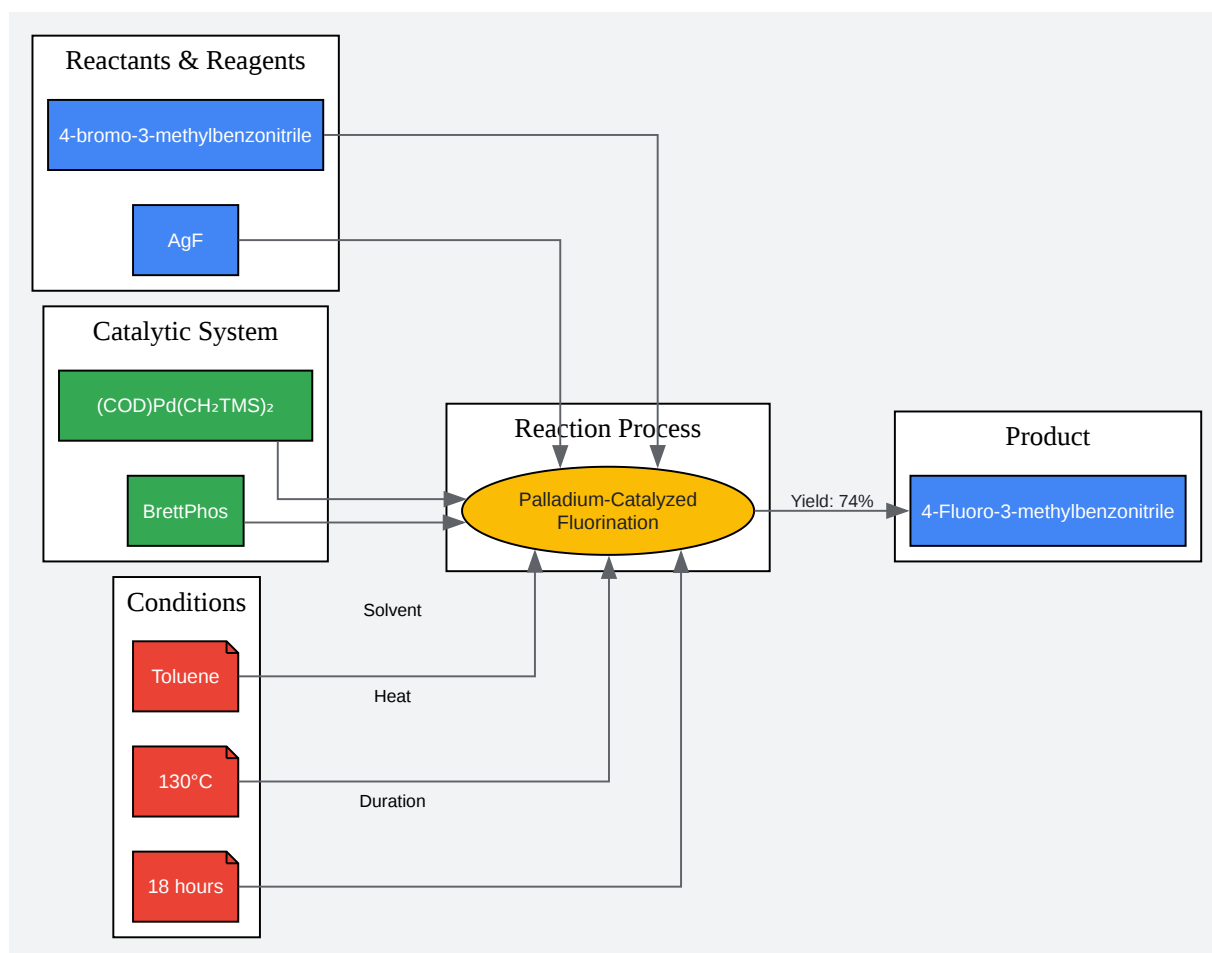 Reactants & Reagents
4-bromo-3-methylbenzonitrile
AgF
Catalytic System
(COD)Pd(CH₂TMS)₂
BrettPhos
Reaction Process
Palladium-Catalyzed
Fluorination
Yield: 74%
Product
4-Fluoro-3-methylbenzonitrile
Conditions
Solvent
Toluene
Heat
130°C
Duration
18 hours